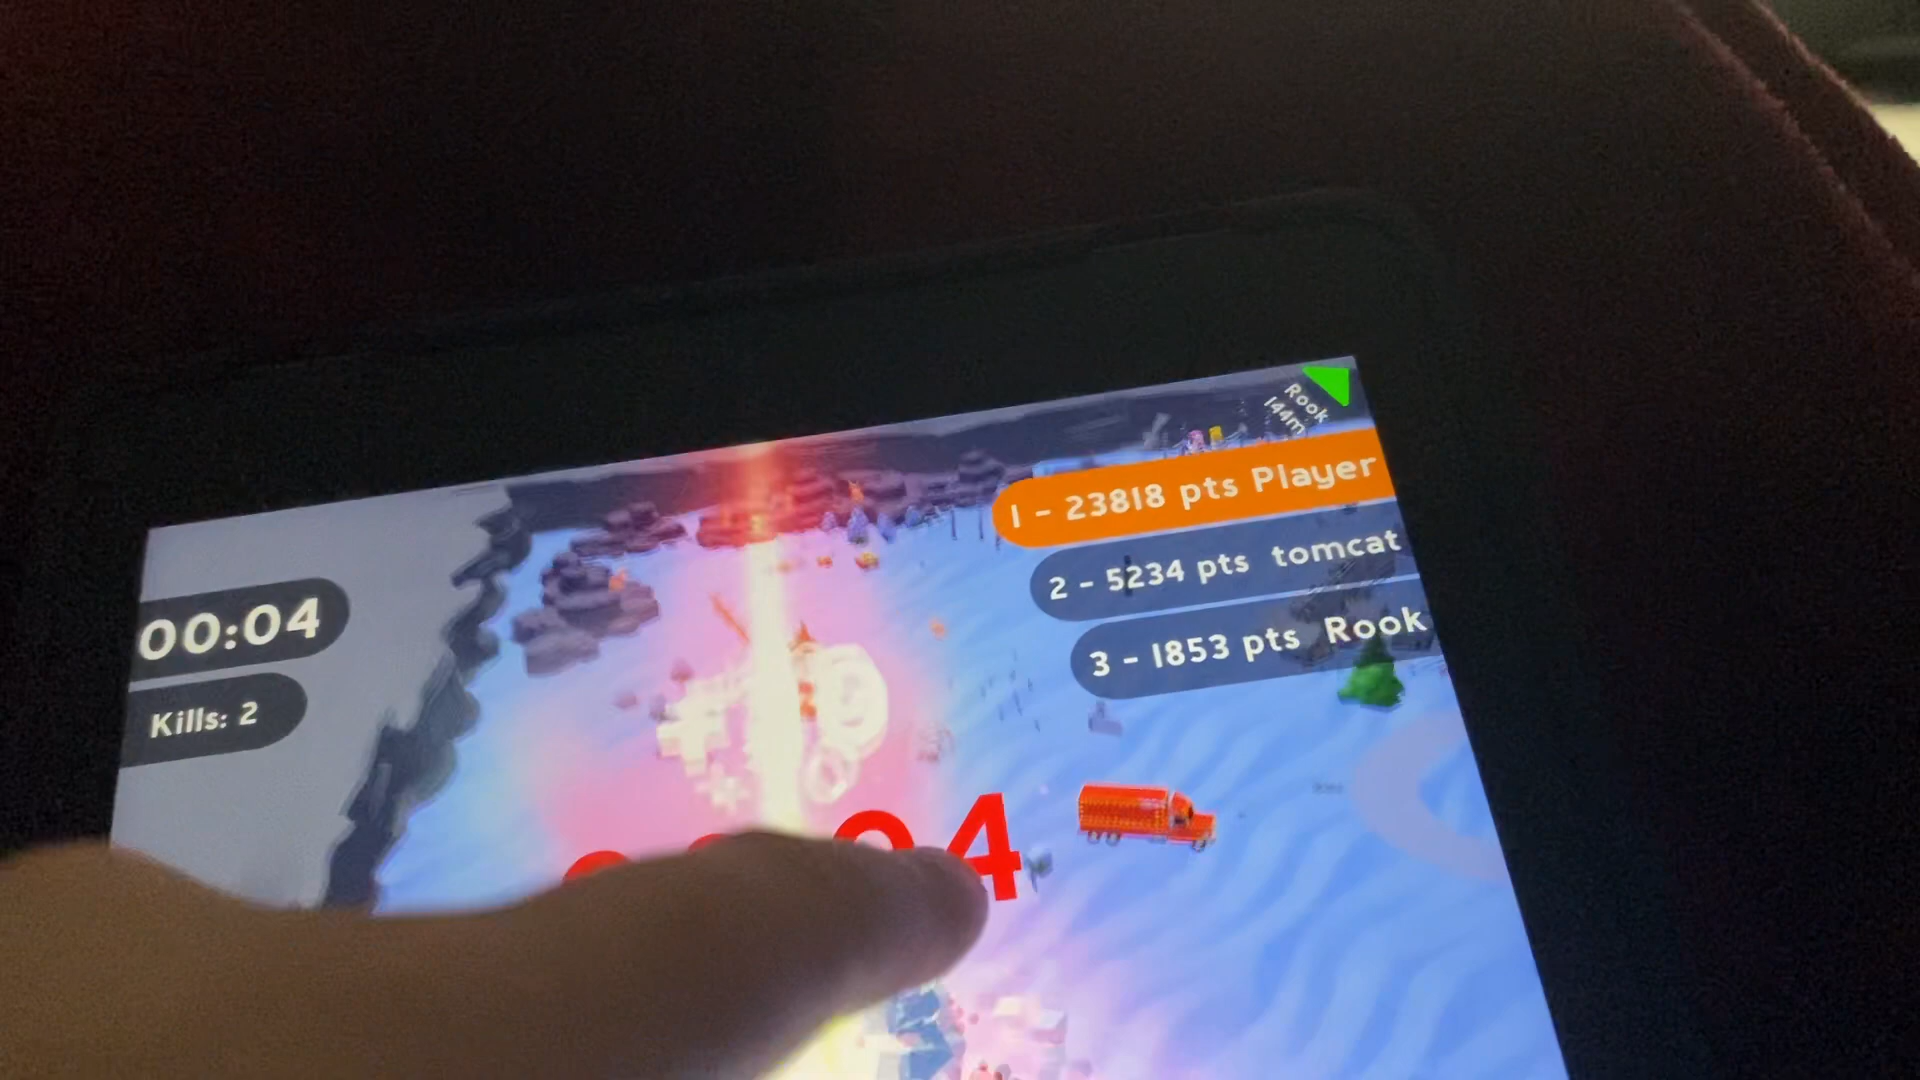 Rook
144m
1 - 23818 pts Player
2 - 5234 pts tomcat
3 - 1853 pts Rook
00:04
Kills: 2